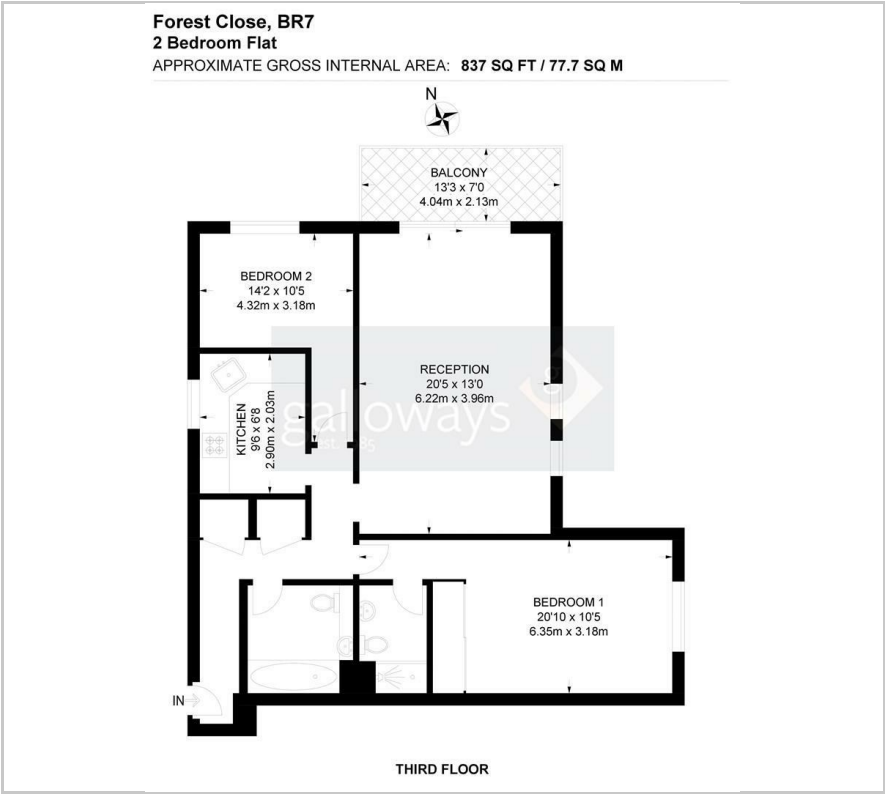 Forest Close, BR7
2 Bedroom Flat
APPROXIMATE GROSS INTERNAL AREA: 837 SQ FT / 77.7 SQ M
N
BALCONY
13'3 x 7'0
4.04m x 2.13m
BEDROOM 2
14'2 x 10'5
4.32m x 3.18m
RECEPTION
20'5 x 13'0
6.22m x 3.96m
KITCHEN
9'6 x 6'8
2.90m x 2.03m
galloways
BEDROOM 1
20'10 x 10'5
6.35m x 3.18m
IN
THIRD FLOOR